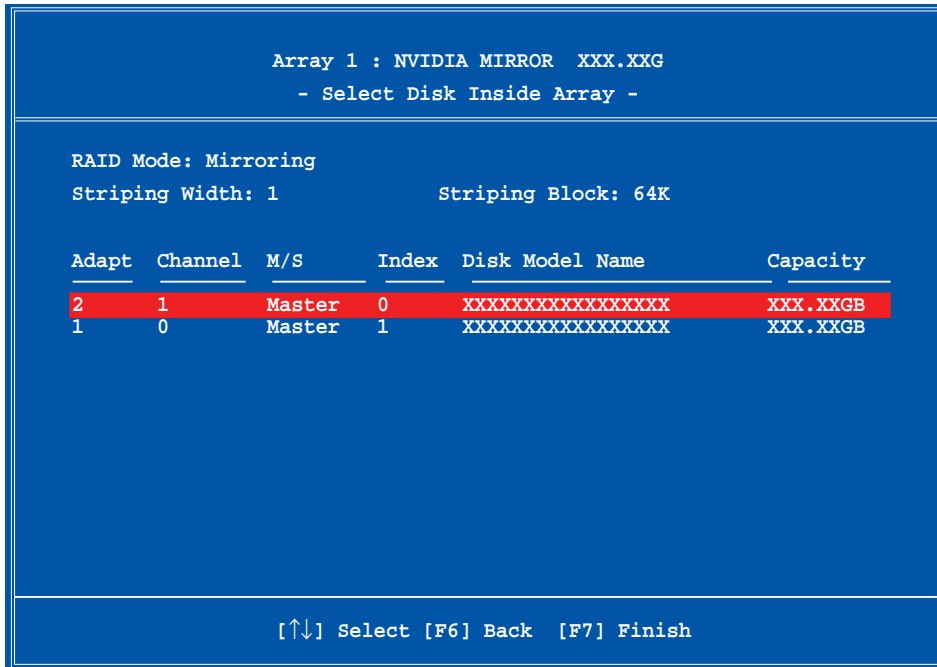 Array 1 : NVIDIA MIRROR XXX.XXG
- Select Disk Inside Array -
RAID Mode: Mirroring
Striping Width: 1 Striping Block: 64K
Adapt Channel M/S Index Disk Model Name Capacity
2 1 Master 0 XXXXXXXXXXXXXXXXX XXX.XXGB
1 0 Master 1 XXXXXXXXXXXXXXXXX XXX.XXGB
[↑↓] Select [F6] Back [F7] Finish